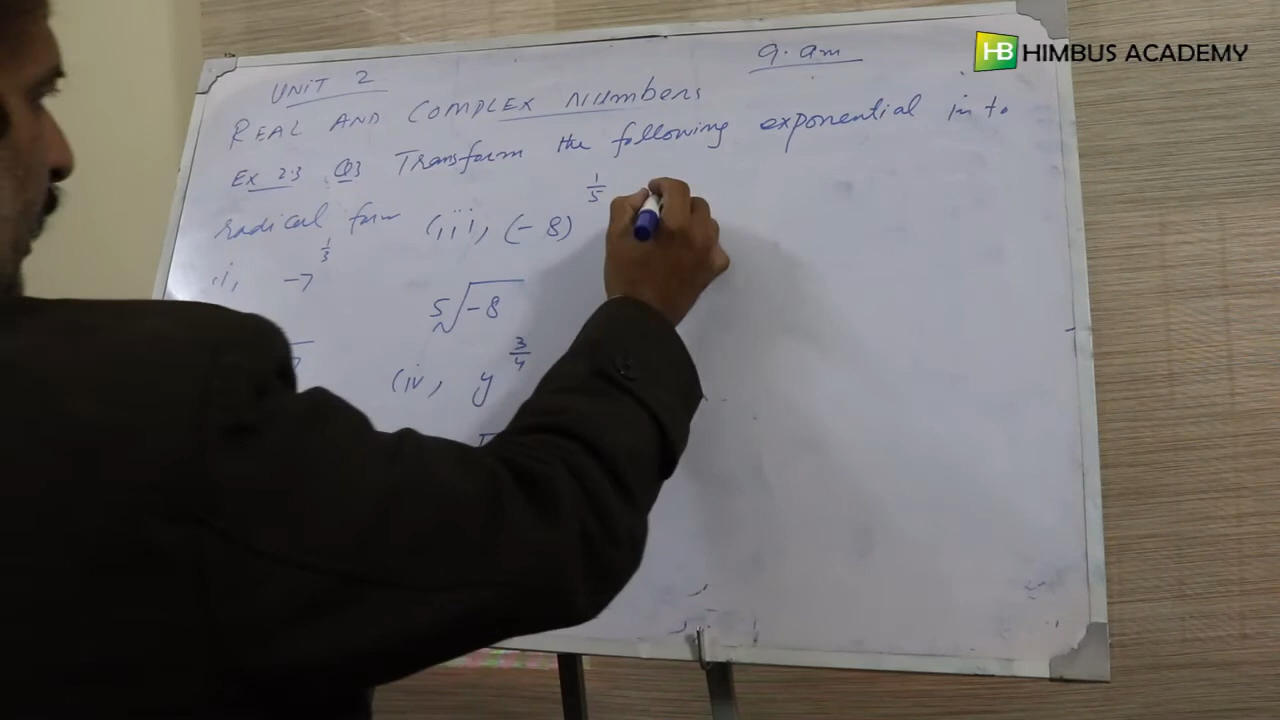 HB HIMBUS ACADEMY
9. am
UNIT 2
REAL AND COMPLEX NUMBERS
Ex 2.3 Q3 Transform the following exponential in to
radical form (iii, (-8)^{1/5}
i, -7^{1/3}
⁵√-8
(iv, y^{3/4}